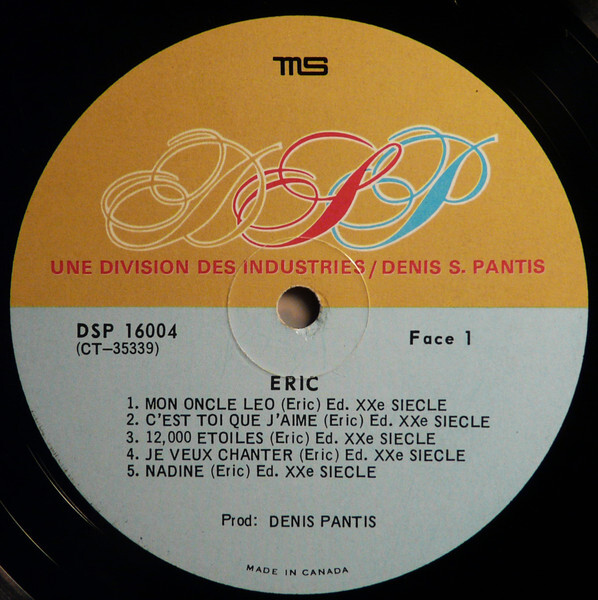 MS
DSP
UNE DIVISION DES INDUSTRIES/DENIS S. PANTIS
DSP 16004
(CT-35339)
Face 1
ERIC
1. MON ONCLE LEO (Eric) Ed. XXe SIECLE
2. C'EST TOI QUE J'AIME (Eric) Ed. XXe SIECLE
3. 12,000 ETOILES (Eric) Ed. XXe SIECLE
4. JE VEUX CHANTER (Eric) Ed. XXe SIECLE
5. NADINE (Eric) Ed. XXe SIECLE
Prod: DENIS PANTIS
MADE IN CANADA